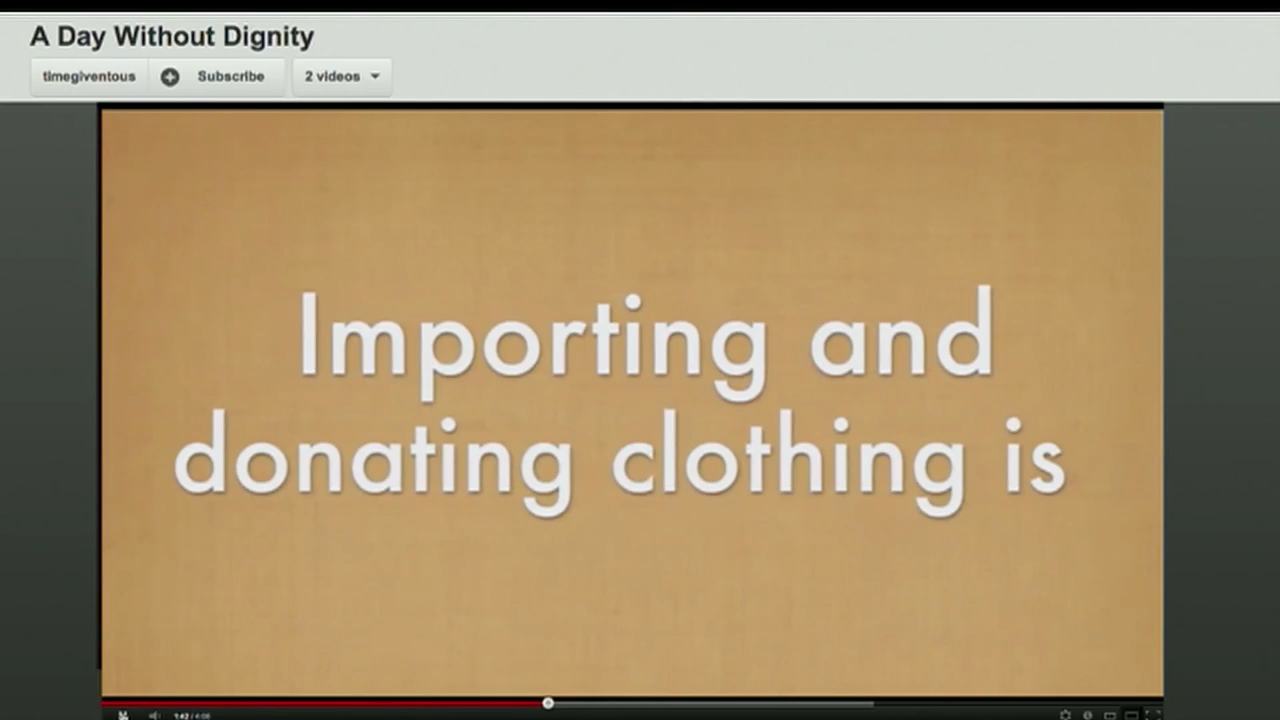 A Day Without Dignity
timegiventous Subscribe 2 videos
Importing and
donating clothing is